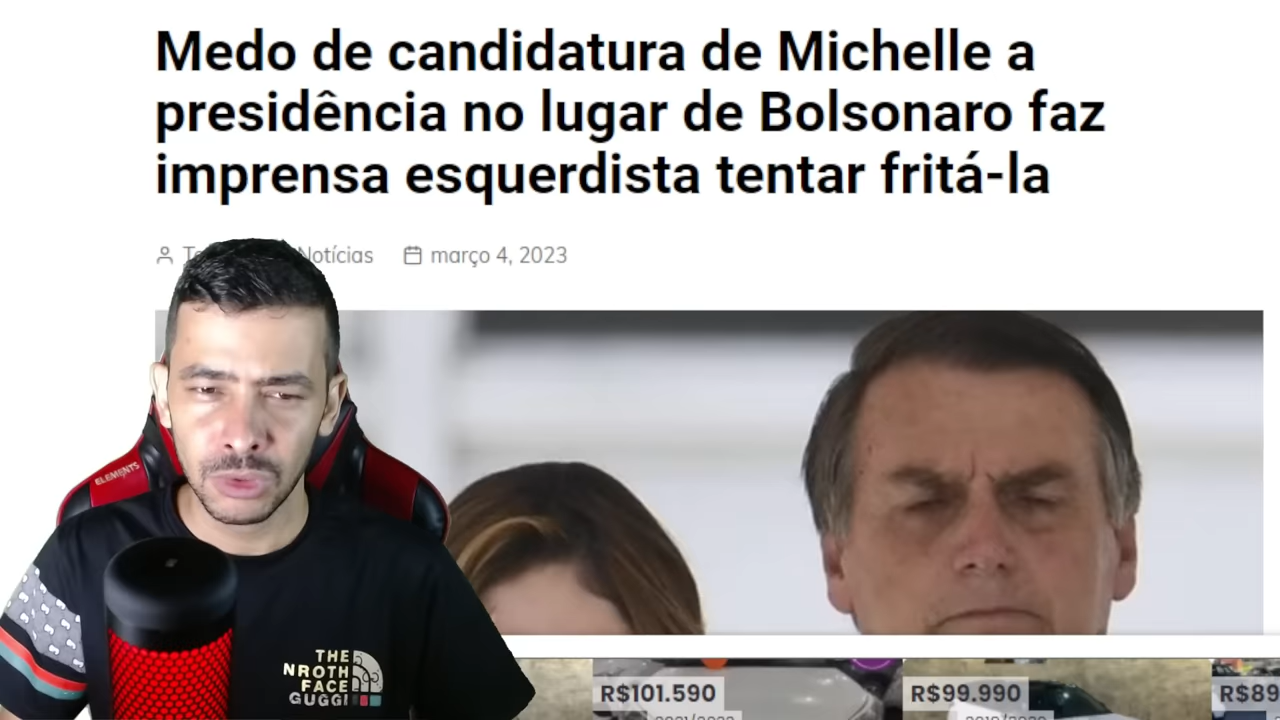 Medo de candidatura de Michelle a
presidência no lugar de Bolsonaro faz
imprensa esquerdista tentar fritá-la
Notícias março 4, 2023
ELEMENTS
THE
NROTH
FACE
GUGGI
R$101.590 R$99.990 R$89